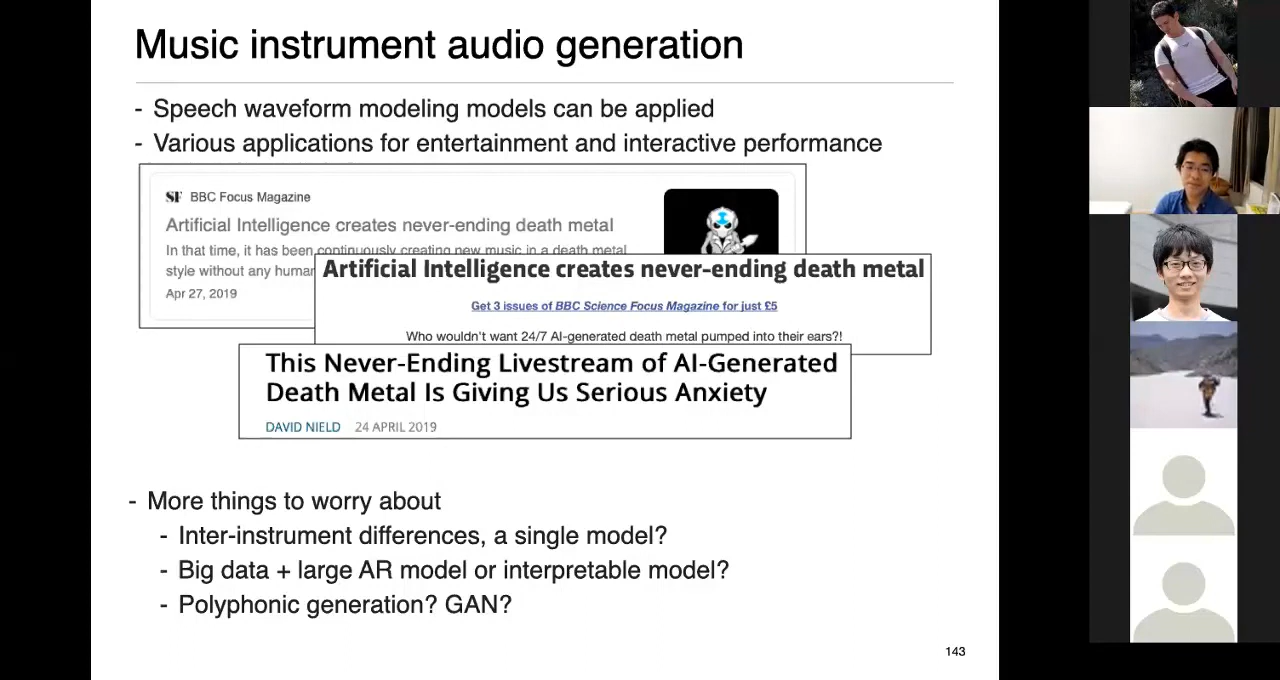 Music instrument audio generation
- Speech waveform modeling models can be applied
- Various applications for entertainment and interactive performance
SF BBC Focus Magazine
Artificial Intelligence creates never-ending death metal
In that time, it has been continuously creating new music in a death metal
style without any human
Apr 27, 2019
Artificial Intelligence creates never-ending death metal
Get 3 issues of BBC Science Focus Magazine for just £5
Who wouldn't want 24/7 AI-generated death metal pumped into their ears?!
This Never-Ending Livestream of AI-Generated
Death Metal Is Giving Us Serious Anxiety
DAVID NIELD 24 APRIL 2019
- More things to worry about
- Inter-instrument differences, a single model?
- Big data + large AR model or interpretable model?
- Polyphonic generation? GAN?
143